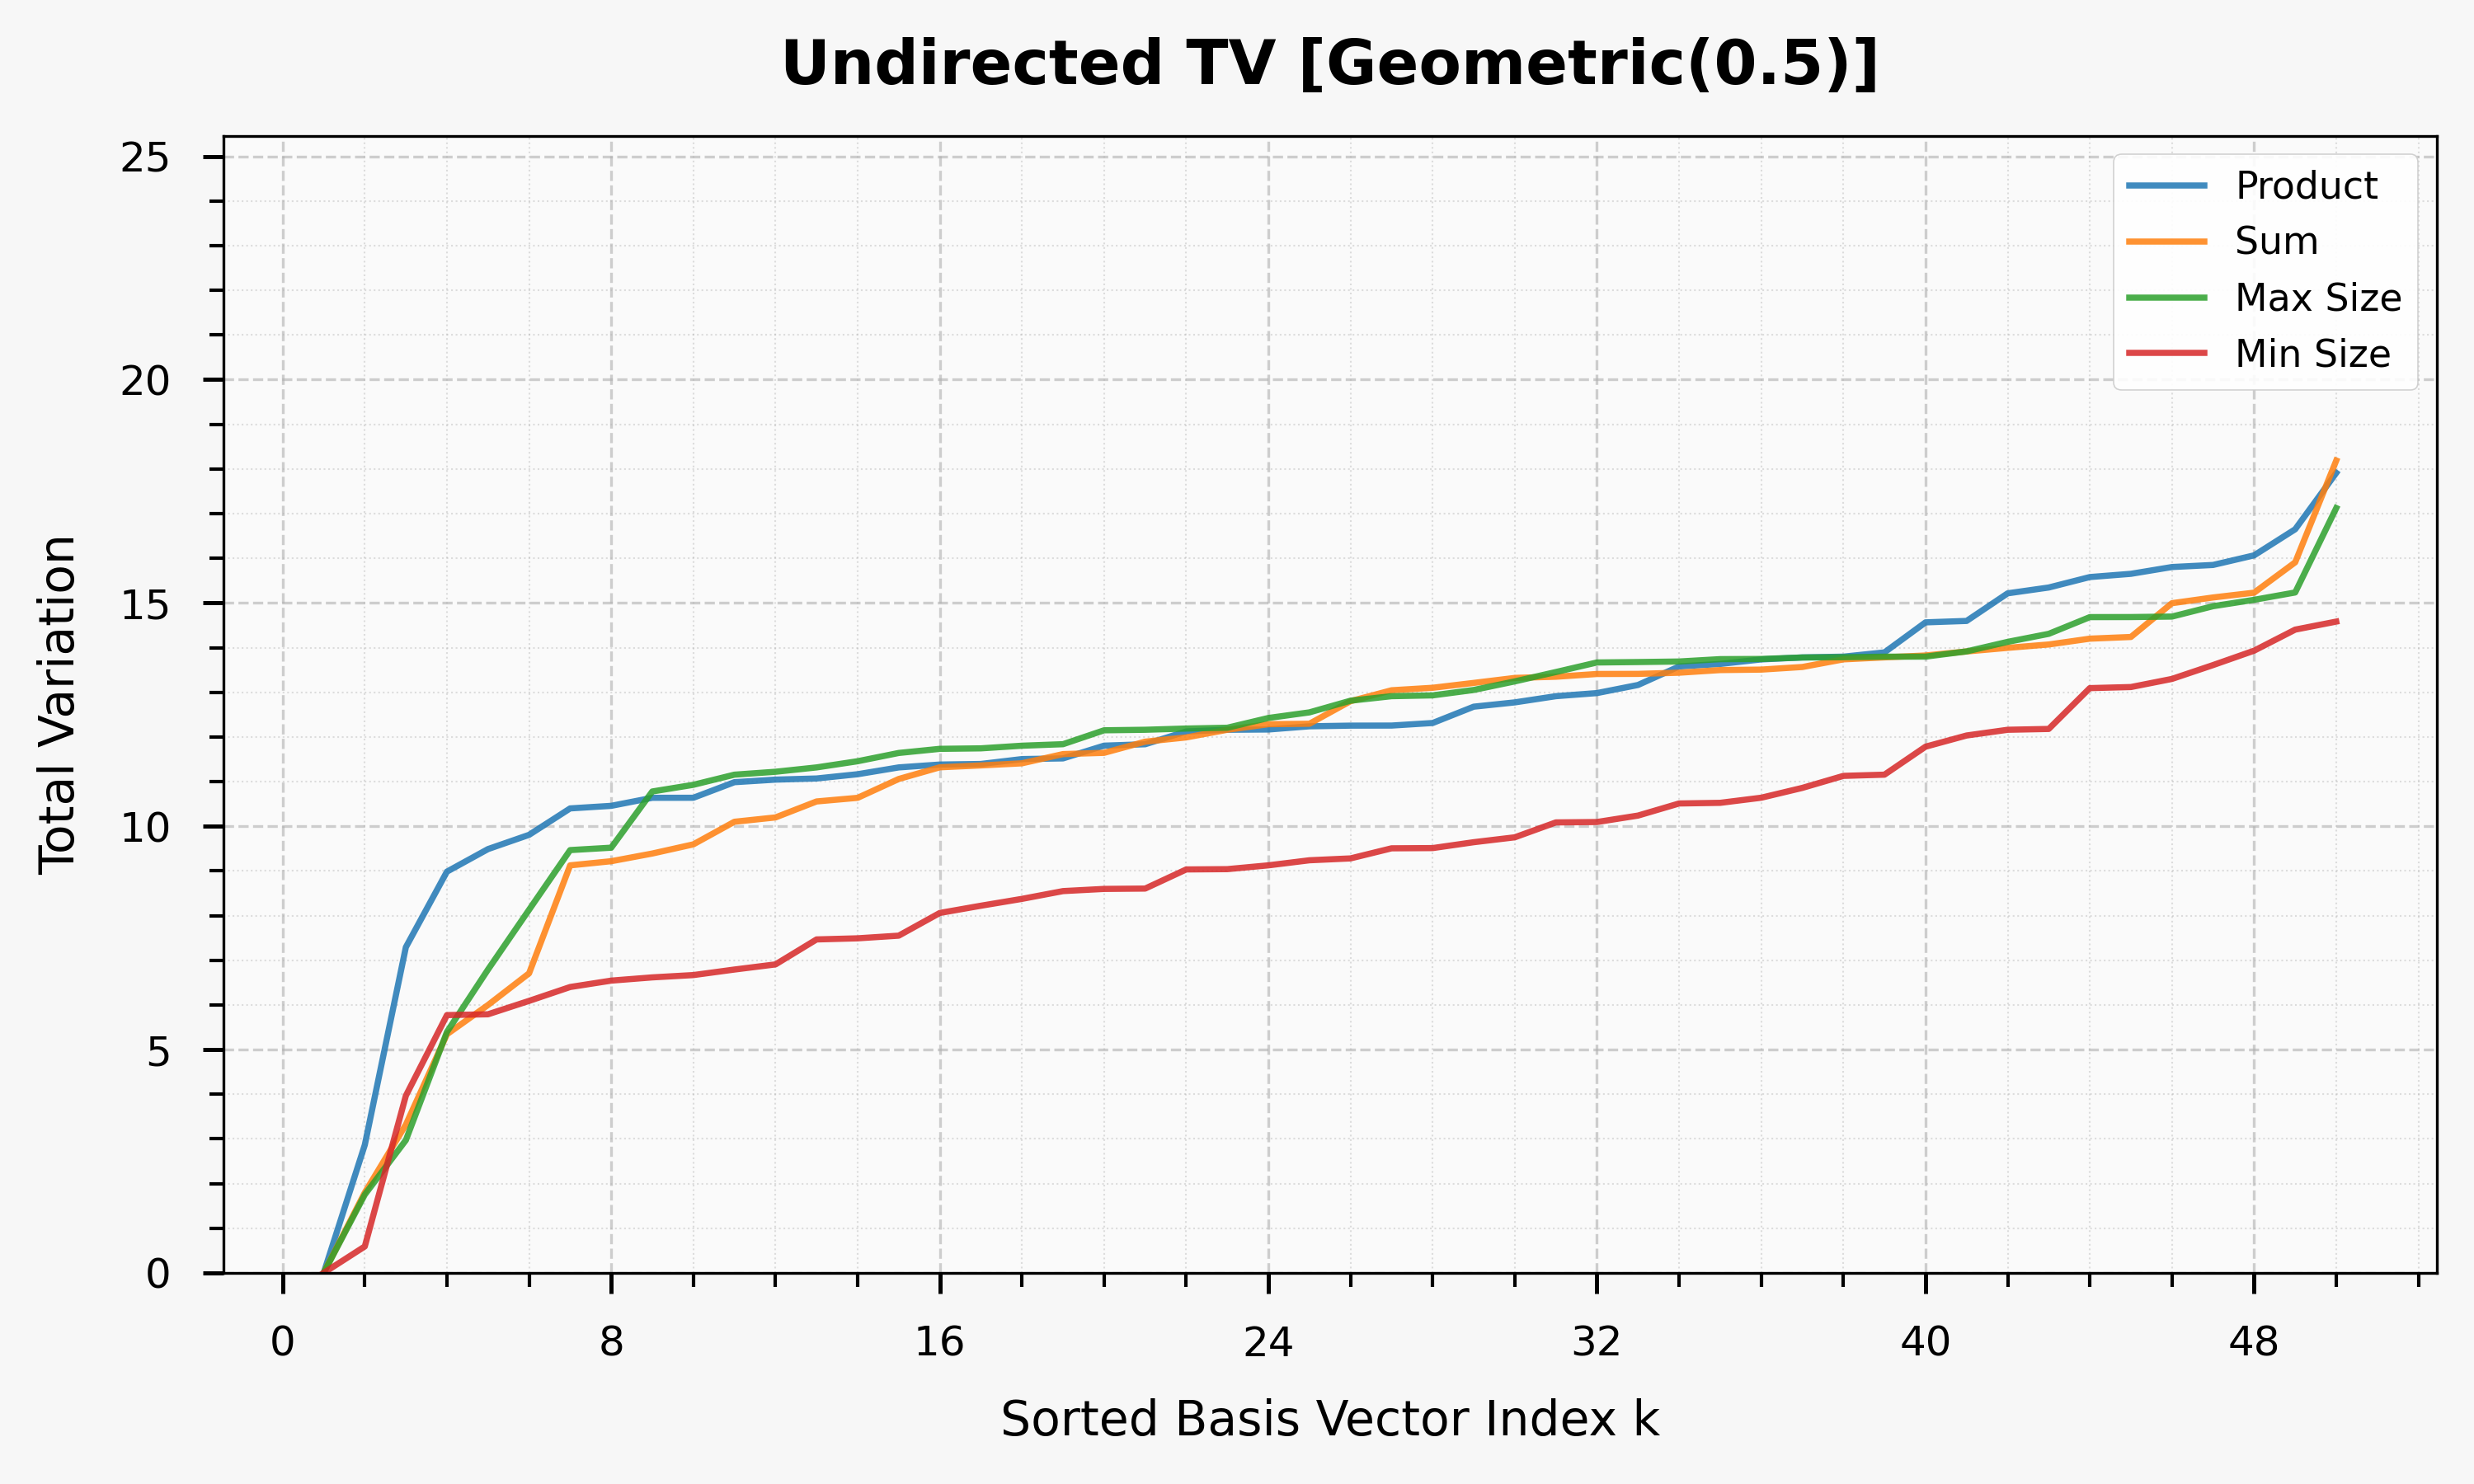 Undirected TV [Geometric(0.5)]
Total Variation
25
20
15
10
5
0
Product
Sum
Max Size
Min Size
0 8 16 24 32 40 48
Sorted Basis Vector Index k